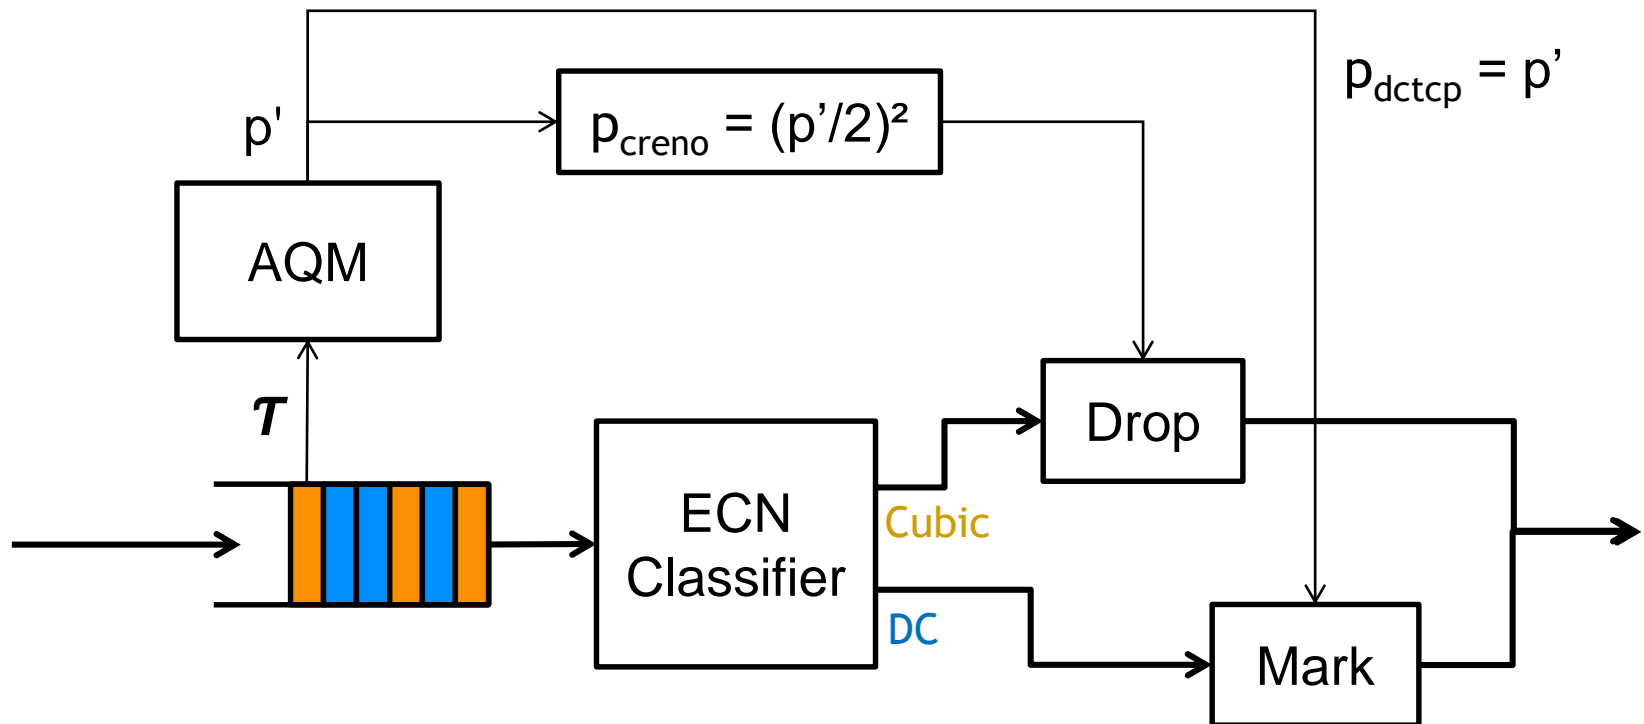 p'
p_creno = (p’/2)²
p_dctcp = p’
AQM
τ
Drop
ECN
Classifier
Cubic
DC
Mark